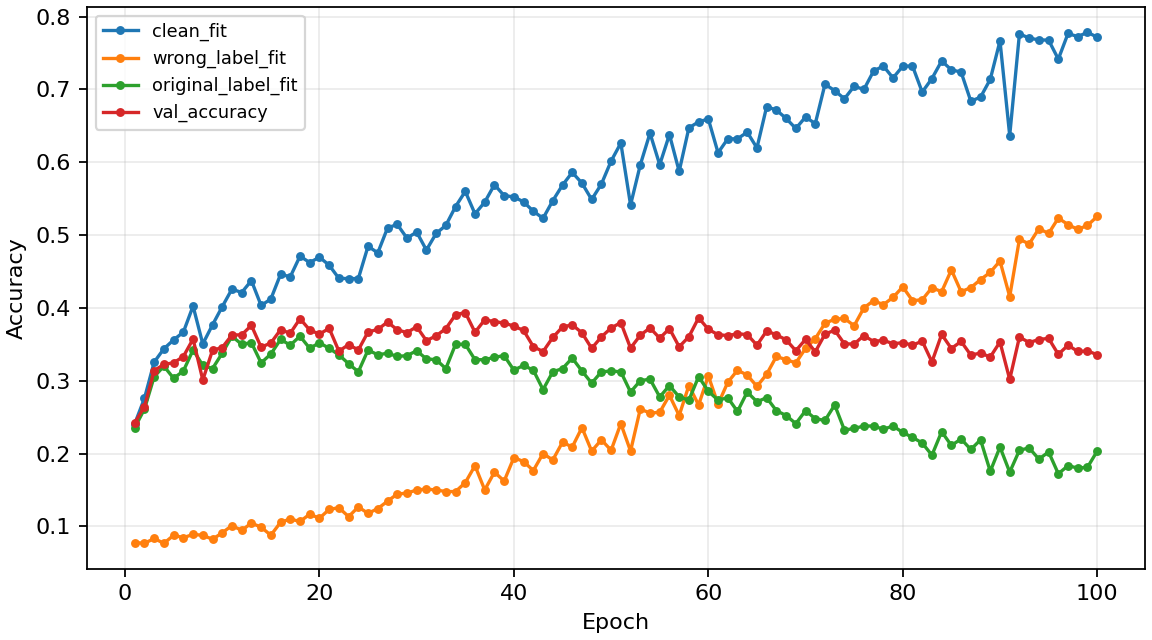 0.8
0.7
0.6
0.5
0.4
0.3
0.2
0.1
Accuracy
clean_fit
wrong_label_fit
original_label_fit
val_accuracy
0 20 40 60 80 100
Epoch